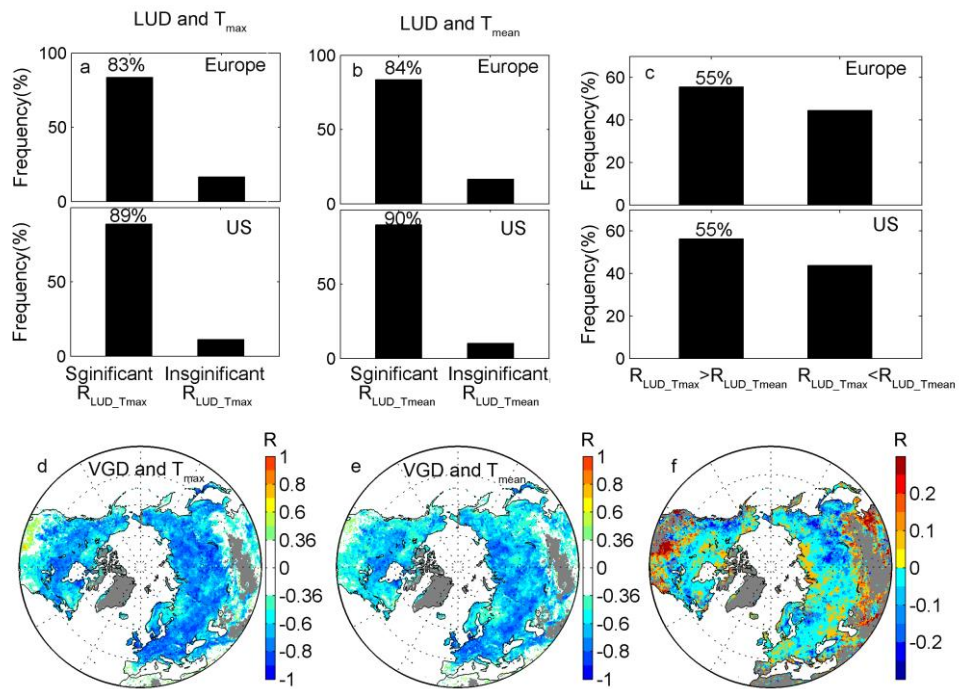 LUD and Tmax
LUD and Tmean
a 83% Europe
b 84% Europe
c 55% Europe
Frequency(%)
100
50
0
Frequency(%)
100
50
0
Frequency(%)
60
40
20
0
89% US
90% US
55% US
Frequency(%)
50
0
Frequency(%)
50
0
Frequency(%)
60
40
20
0
Sginificant Insginificant
RLUD_Tmax RLUD_Tmax
Sginificant Insginificant
RLUD_Tmean RLUD_Tmean
RLUD_Tmax>RLUD_Tmean RLUD_Tmax<RLUD_Tmean
d VGD and Tmax
R
1
0.8
0.6
0.36
0
-0.36
-0.6
-0.8
-1
e VGD and Tmean
R
1
0.8
0.6
0.36
0
-0.36
-0.6
-0.8
-1
f
R
0.2
0.1
0
-0.1
-0.2